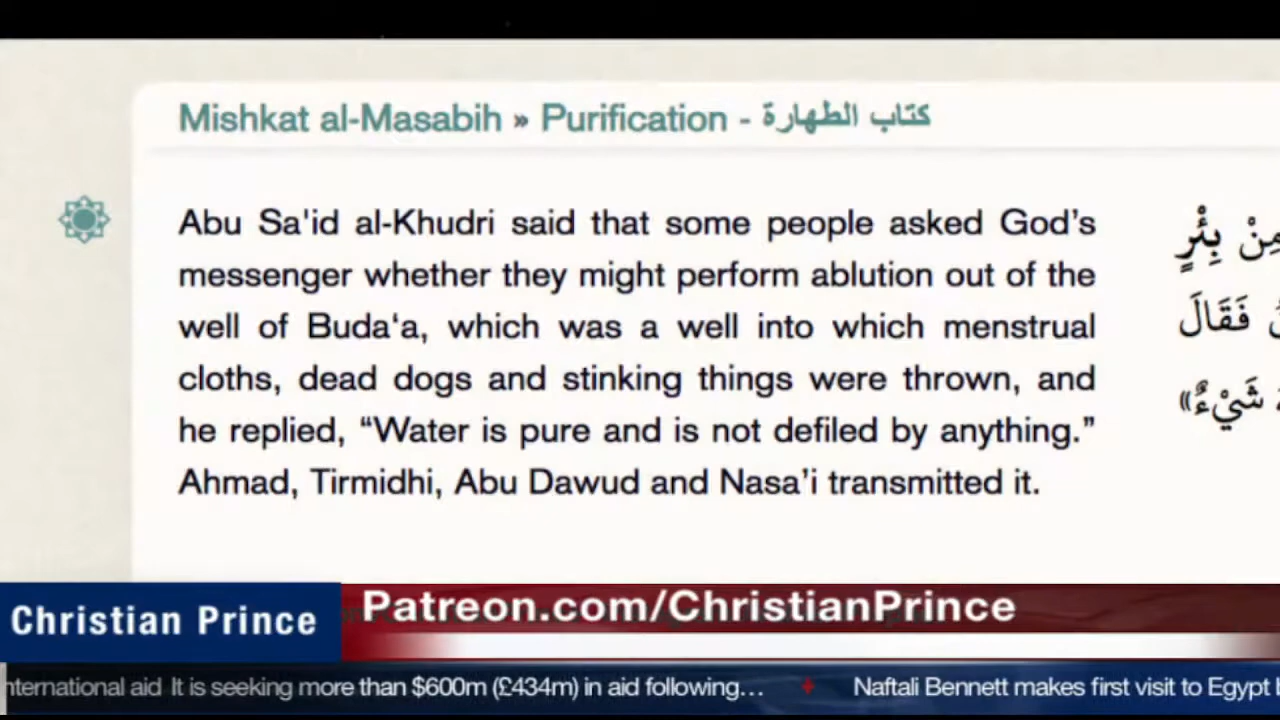 Mishkat al-Masabih » Purification - كتاب الطهارة
Abu Sa'id al-Khudri said that some people asked God’s
messenger whether they might perform ablution out of the
well of Buda‘a, which was a well into which menstrual
cloths, dead dogs and stinking things were thrown, and
he replied, “Water is pure and is not defiled by anything.”
Ahmad, Tirmidhi, Abu Dawud and Nasa’i transmitted it.
مِنْ بِئْرٍ
فَقَالَ
شَيْءٌ»
Christian Prince
Patreon.com/ChristianPrince
nternational aid It is seeking more than $600m (£434m) in aid following... Naftali Bennett makes first visit to Egypt